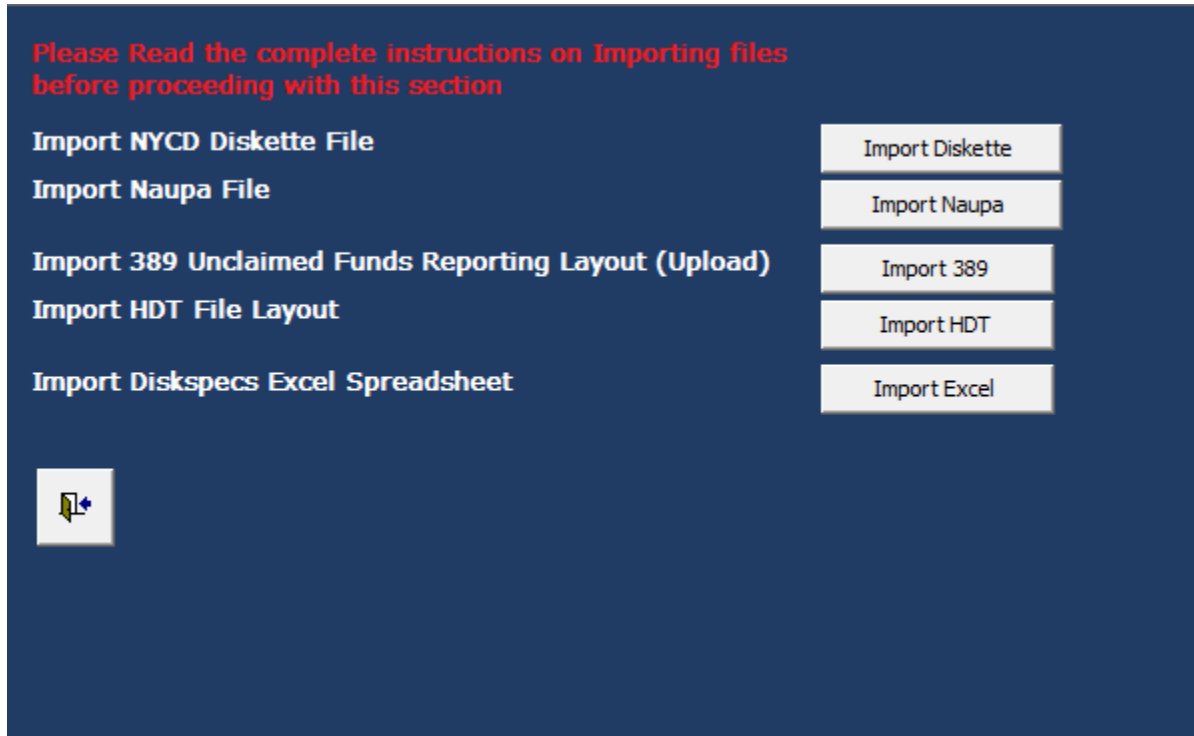 Please Read the complete instructions on Importing files
before proceeding with this section
Import NYCD Diskette File
Import Diskette
Import Naupa File
Import Naupa
Import 389 Unclaimed Funds Reporting Layout (Upload)
Import 389
Import HDT File Layout
Import HDT
Import Diskspecs Excel Spreadsheet
Import Excel